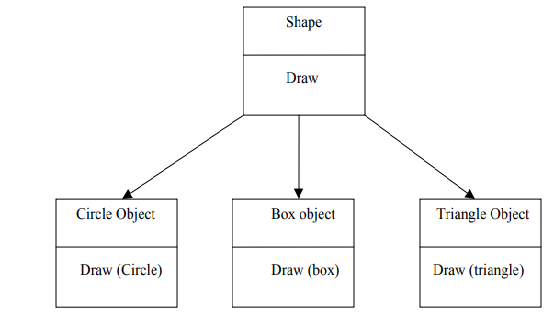 Shape
Draw
Circle Object
Box object
Triangle Object
Draw (Circle)
Draw (box)
Draw (triangle)